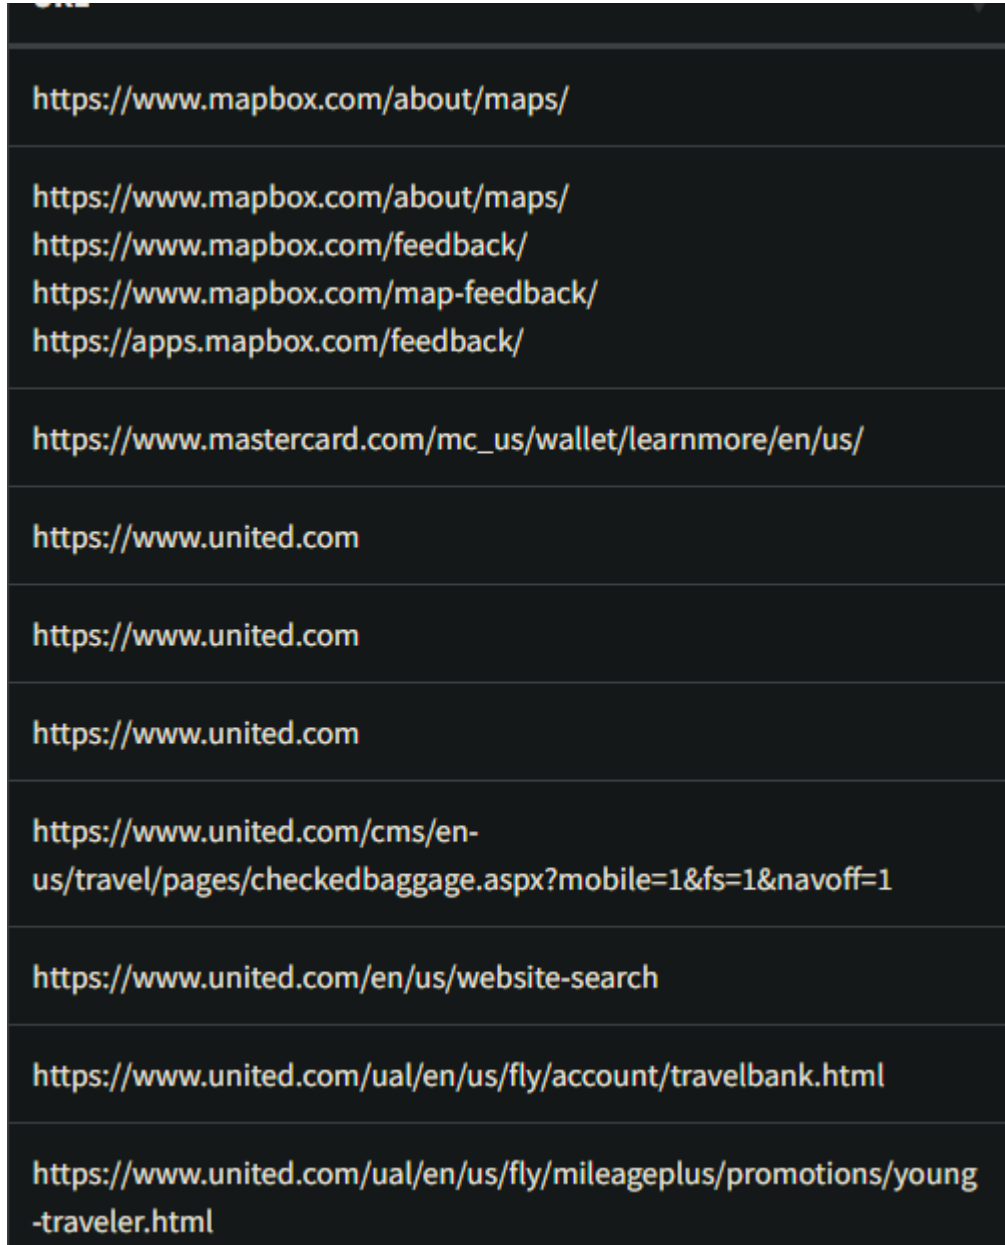 URL
https://www.mapbox.com/about/maps/
https://www.mapbox.com/about/maps/
https://www.mapbox.com/feedback/
https://www.mapbox.com/map-feedback/
https://apps.mapbox.com/feedback/
https://www.mastercard.com/mc_us/wallet/learnmore/en/us/
https://www.united.com
https://www.united.com
https://www.united.com
https://www.united.com/cms/en-
us/travel/pages/checkedbaggage.aspx?mobile=1&fs=1&navoff=1
https://www.united.com/en/us/website-search
https://www.united.com/ual/en/us/fly/account/travelbank.html
https://www.united.com/ual/en/us/fly/mileageplus/promotions/young
-traveler.html